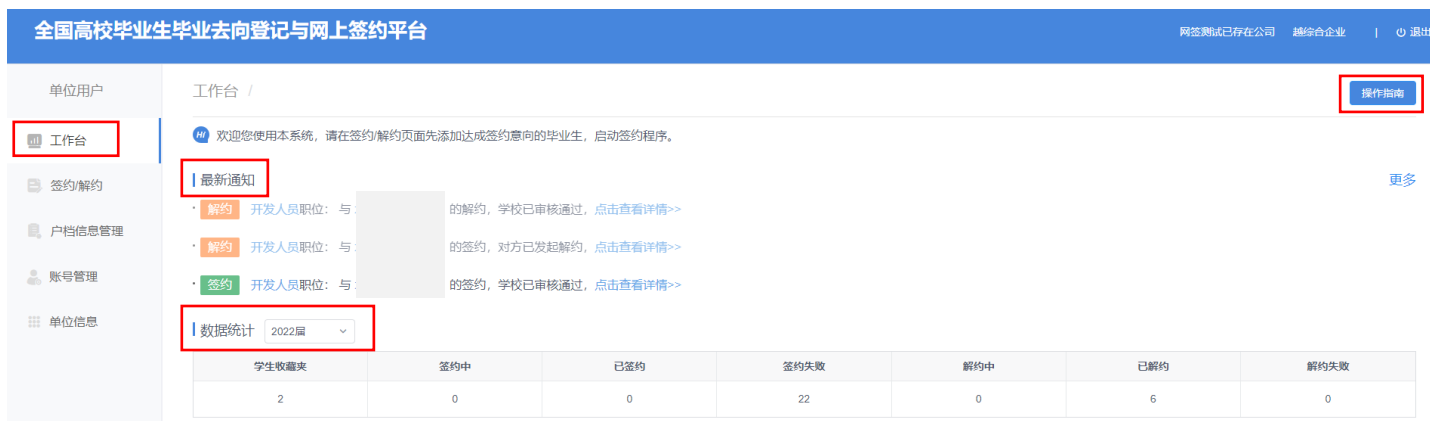 全国高校毕业生毕业去向登记与网上签约平台
网签测试已存在公司 越综合企业 | 退出
单位用户
工作台 /
操作指南
工作台
Hi 欢迎您使用本系统，请在签约/解约页面先添加达成签约意向的毕业生，启动签约程序。
签约/解约
户档信息管理
账号管理
单位信息
最新通知 更多
· 解约 开发人员职位： 与 的解约，学校已审核通过，点击查看详情>>
· 解约 开发人员职位： 与 的签约，对方已发起解约，点击查看详情>>
· 签约 开发人员职位： 与 的签约，学校已审核通过，点击查看详情>>
数据统计 2022届
学生收藏夹 签约中 已签约 签约失败 解约中 已解约 解约失败
2 0 0 22 0 6 0